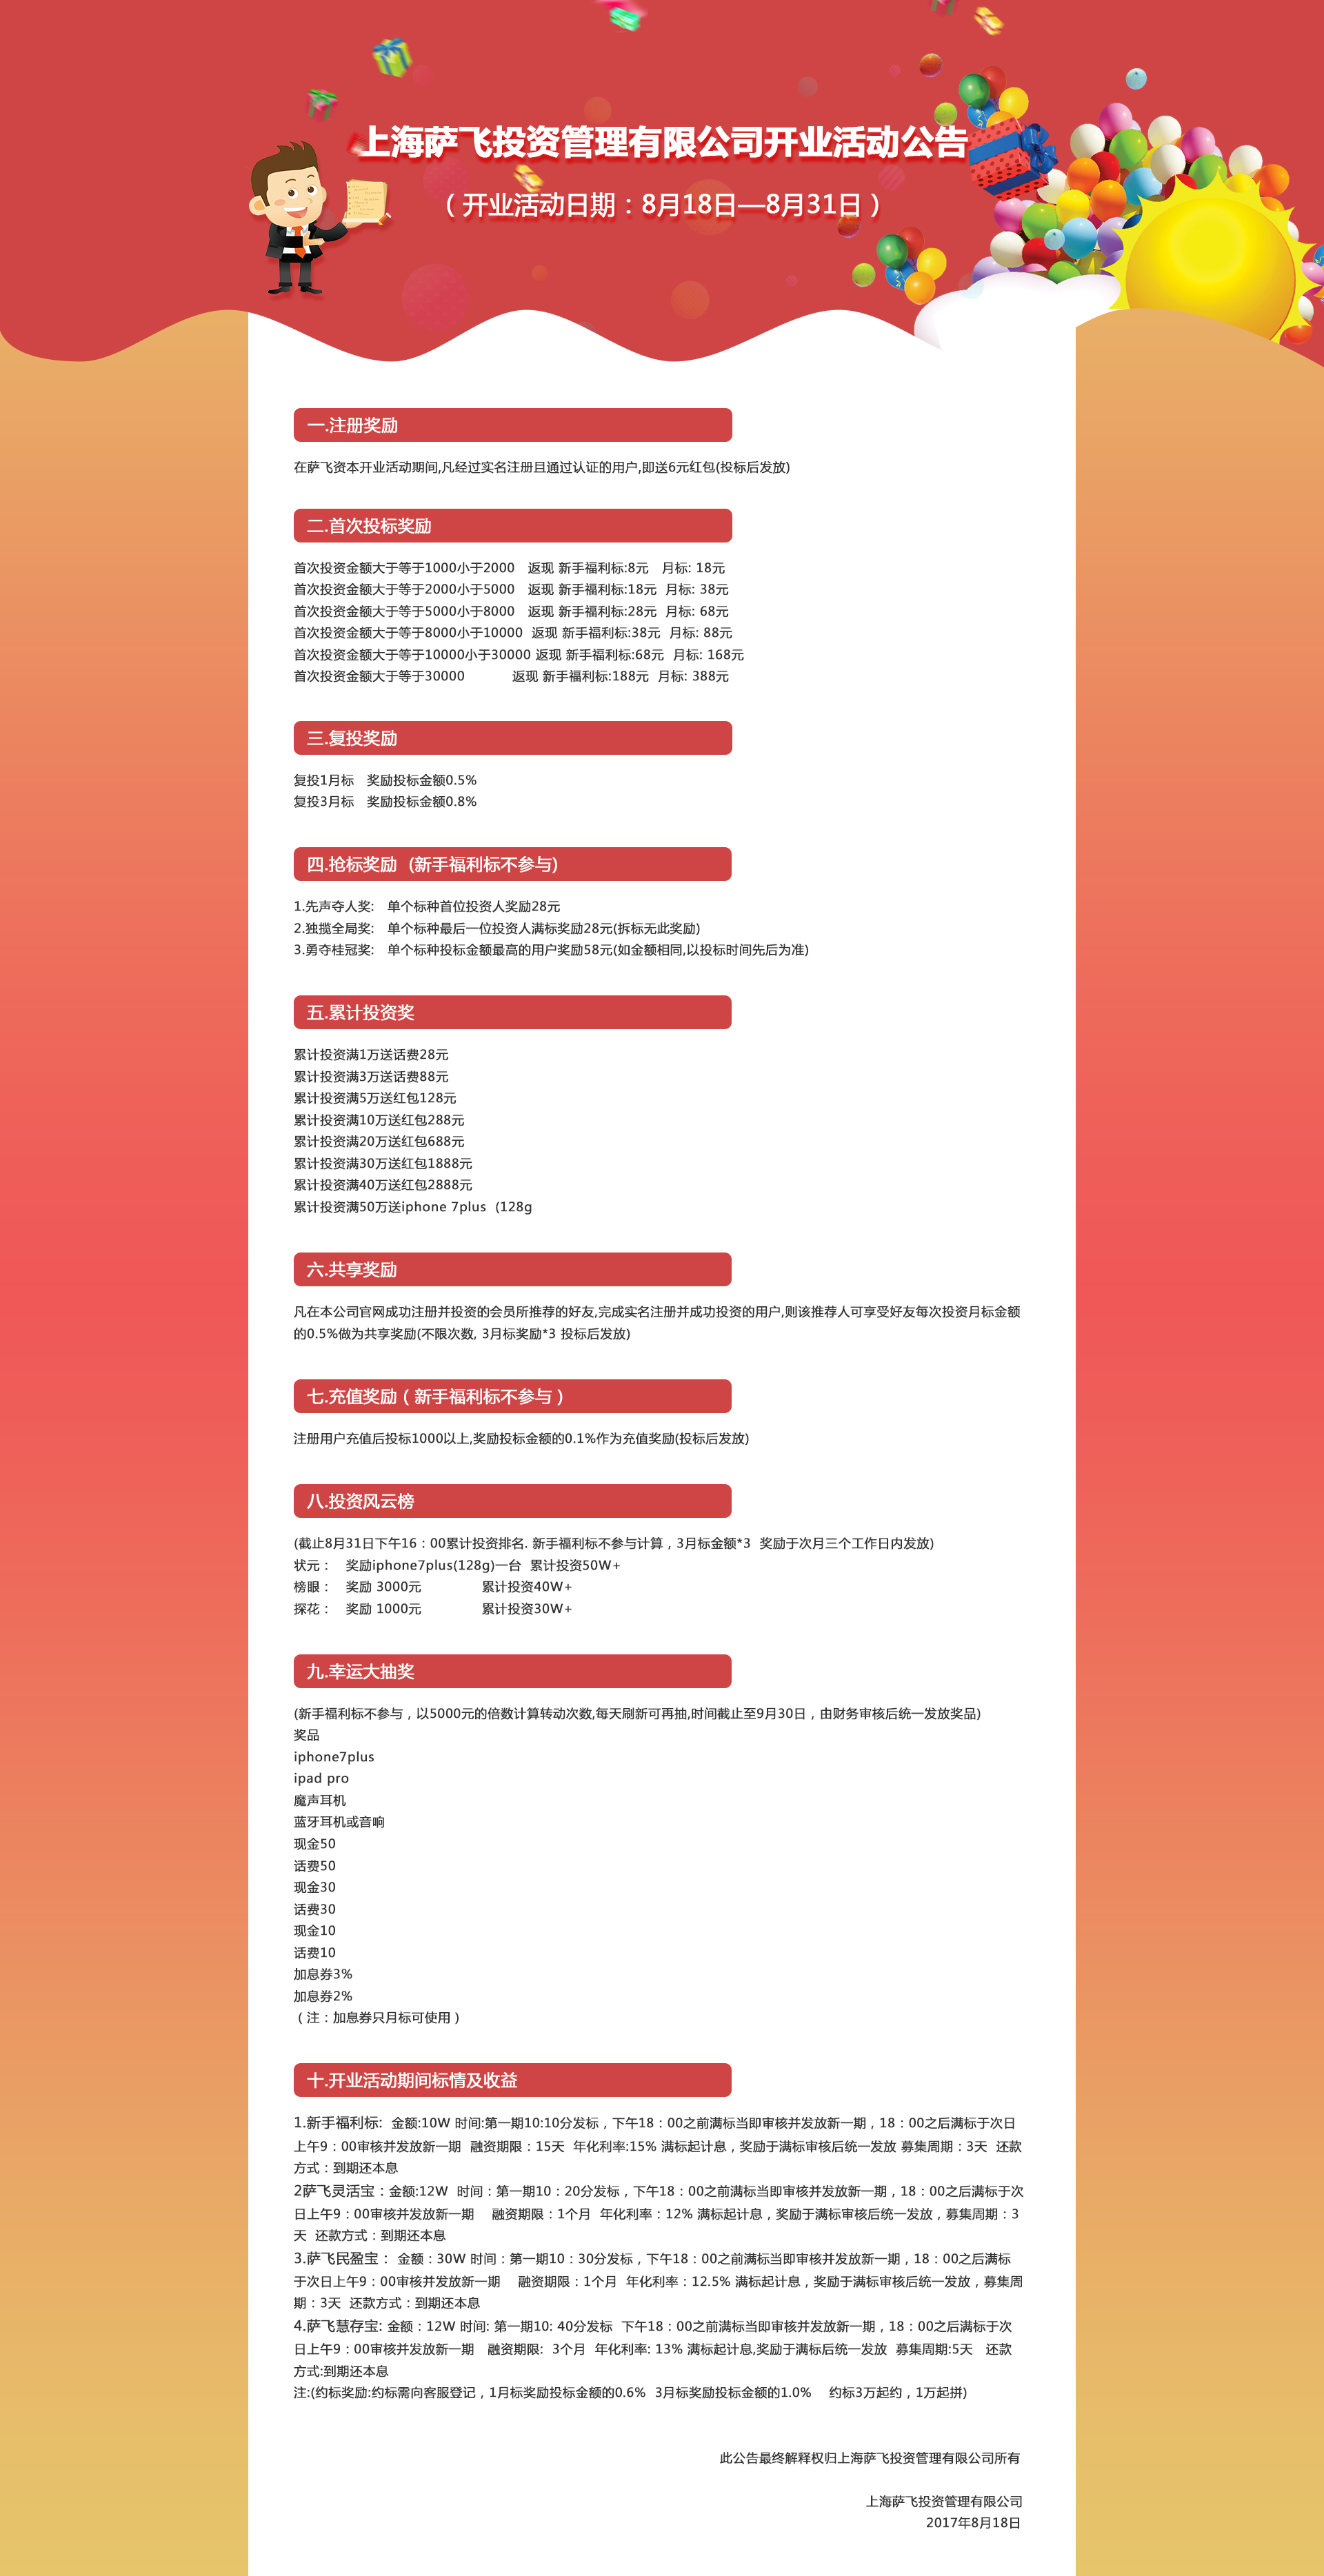 上海萨飞投资管理有限公司开业活动公告
（开业活动日期：8月18日—8月31日）
一.注册奖励
在萨飞资本开业活动期间,凡经过实名注册且通过认证的用户,即送6元红包(投标后发放)
二.首次投标奖励
首次投资金额大于等于1000小于2000 返现 新手福利标:8元 月标: 18元
首次投资金额大于等于2000小于5000 返现 新手福利标:18元 月标: 38元
首次投资金额大于等于5000小于8000 返现 新手福利标:28元 月标: 68元
首次投资金额大于等于8000小于10000 返现 新手福利标:38元 月标: 88元
首次投资金额大于等于10000小于30000 返现 新手福利标:68元 月标: 168元
首次投资金额大于等于30000 返现 新手福利标:188元 月标: 388元
三.复投奖励
复投1月标 奖励投标金额0.5%
复投3月标 奖励投标金额0.8%
四.抢标奖励 (新手福利标不参与)
1.先声夺人奖: 单个标种首位投资人奖励28元
2.独揽全局奖: 单个标种最后一位投资人满标奖励28元(拆标无此奖励)
3.勇夺桂冠奖: 单个标种投标金额最高的用户奖励58元(如金额相同,以投标时间先后为准)
五.累计投资奖
累计投资满1万送话费28元
累计投资满3万送话费88元
累计投资满5万送红包128元
累计投资满10万送红包288元
累计投资满20万送红包688元
累计投资满30万送红包1888元
累计投资满40万送红包2888元
累计投资满50万送iphone 7plus (128g
六.共享奖励
凡在本公司官网成功注册并投资的会员所推荐的好友,完成实名注册并成功投资的用户,则该推荐人可享受好友每次投资月标金额
的0.5%做为共享奖励(不限次数, 3月标奖励*3 投标后发放)
七.充值奖励（新手福利标不参与）
注册用户充值后投标1000以上,奖励投标金额的0.1%作为充值奖励(投标后发放)
八.投资风云榜
(截止8月31日下午16：00累计投资排名. 新手福利标不参与计算，3月标金额*3 奖励于次月三个工作日内发放)
状元： 奖励iphone7plus(128g)一台 累计投资50W+
榜眼： 奖励 3000元 累计投资40W+
探花： 奖励 1000元 累计投资30W+
九.幸运大抽奖
(新手福利标不参与，以5000元的倍数计算转动次数,每天刷新可再抽,时间截止至9月30日，由财务审核后统一发放奖品)
奖品
iphone7plus
ipad pro
魔声耳机
蓝牙耳机或音响
现金50
话费50
现金30
话费30
现金10
话费10
加息券3%
加息券2%
（注：加息券只月标可使用）
十.开业活动期间标情及收益
1.新手福利标: 金额:10W 时间:第一期10:10分发标，下午18：00之前满标当即审核并发放新一期，18：00之后满标于次日
上午9：00审核并发放新一期 融资期限：15天 年化利率:15% 满标起计息，奖励于满标审核后统一发放 募集周期：3天 还款
方式：到期还本息
2萨飞灵活宝：金额:12W 时间：第一期10：20分发标，下午18：00之前满标当即审核并发放新一期，18：00之后满标于次
日上午9：00审核并发放新一期 融资期限：1个月 年化利率：12% 满标起计息，奖励于满标审核后统一发放，募集周期：3
天 还款方式：到期还本息
3.萨飞民盈宝： 金额：30W 时间：第一期10：30分发标，下午18：00之前满标当即审核并发放新一期，18：00之后满标
于次日上午9：00审核并发放新一期 融资期限：1个月 年化利率：12.5% 满标起计息，奖励于满标审核后统一发放，募集周
期：3天 还款方式：到期还本息
4.萨飞慧存宝: 金额：12W 时间: 第一期10: 40分发标 下午18：00之前满标当即审核并发放新一期，18：00之后满标于次
日上午9：00审核并发放新一期 融资期限: 3个月 年化利率: 13% 满标起计息,奖励于满标后统一发放 募集周期:5天 还款
方式:到期还本息
注:(约标奖励:约标需向客服登记，1月标奖励投标金额的0.6% 3月标奖励投标金额的1.0% 约标3万起约，1万起拼)
此公告最终解释权归上海萨飞投资管理有限公司所有
上海萨飞投资管理有限公司
2017年8月18日